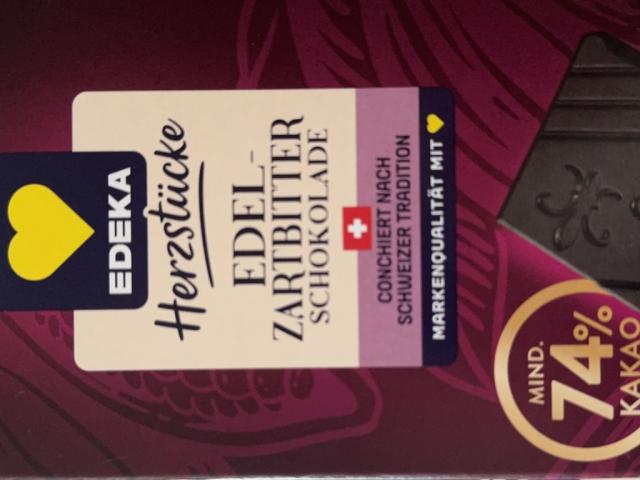 EDEKA
Herzstücke
EDEL-
ZARTBITTER
SCHOKOLADE
CONCHIERT NACH
SCHWEIZER TRADITION
MARKENQUALITÄT MIT
MIND.
74%
KAKAO